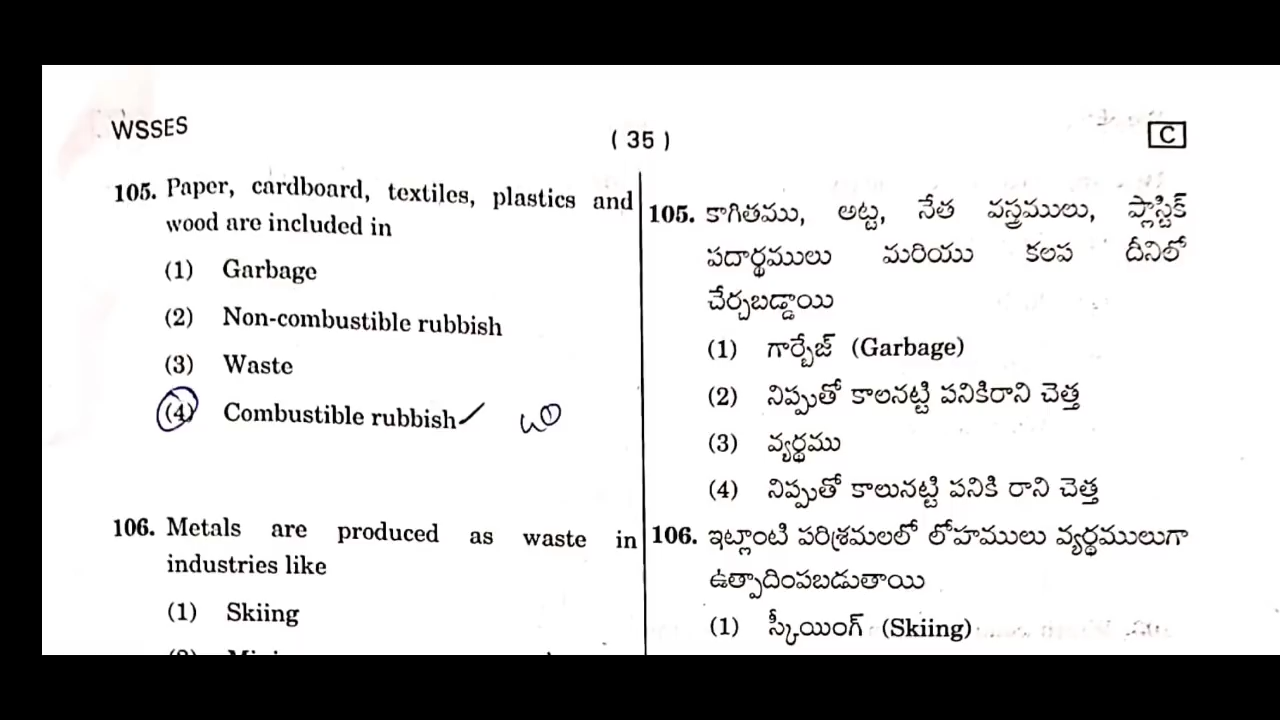 WSSES
( 35 )
C
105. Paper, cardboard, textiles, plastics and
wood are included in
(1) Garbage
(2) Non-combustible rubbish
(3) Waste
(4) Combustible rubbish
106. Metals are produced as waste in
industries like
(1) Skiing
105. కాగితము, అట్ట, నేత వస్త్రములు, ప్లాస్టిక్
పదార్థములు మరియు కలప దీనిలో
చేర్చబడ్డాయి
(1) గార్బేజ్ (Garbage)
(2) నిప్పుతో కాలనట్టి పనికిరాని చెత్త
(3) వ్యర్థము
(4) నిప్పుతో కాలునట్టి పనికి రాని చెత్త
106. ఇట్లాంటి పరిశ్రమలలో లోహములు వ్యర్థములుగా
ఉత్పాదింపబడుతాయి
(1) స్కీయింగ్ (Skiing)